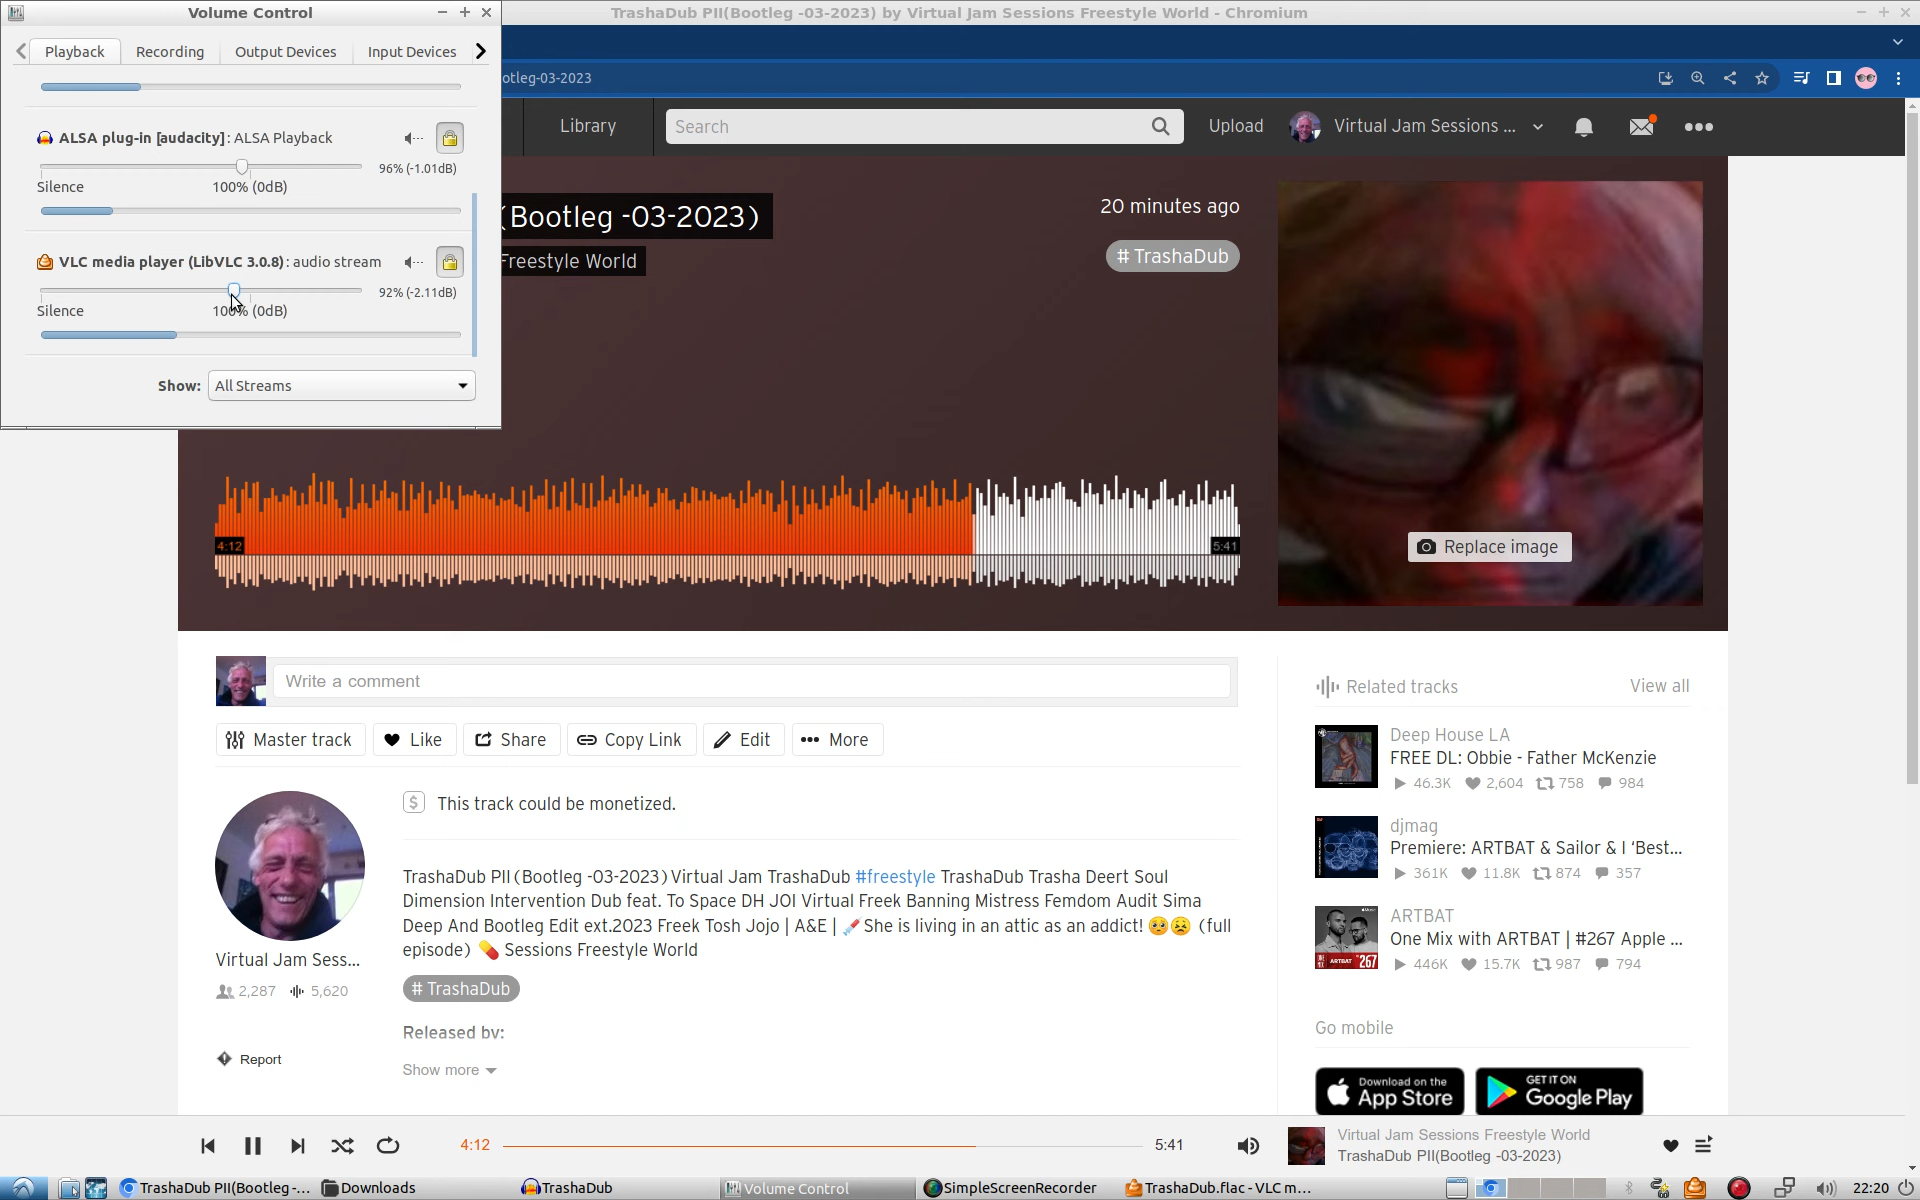 Volume Control
TrashaDub PII(Bootleg -03-2023) by Virtual Jam Sessions Freestyle World - Chromium
Playback
Recording
Output Devices
Input Devices
otleg-03-2023
ALSA plug-in [audacity]: ALSA Playback
96% (-1.01dB)
Silence
100% (0dB)
VLC media player (LibVLC 3.0.8): audio stream
92% (-2.11dB)
Silence
100% (0dB)
Show:
All Streams
Library
Search
Upload
Virtual Jam Sessions ...
(Bootleg -03-2023)
Freestyle World
20 minutes ago
# TrashaDub
4:12
5:41
Replace image
Write a comment
Master track
Like
Share
Copy Link
Edit
More
This track could be monetized.
TrashaDub PII (Bootleg -03-2023) Virtual Jam TrashaDub #freestyle TrashaDub Trasha Deert Soul
Dimension Intervention Dub feat. To Space DH JOI Virtual Freek Banning Mistress Femdom Audit Sima
Deep And Bootleg Edit ext.2023 Freek Tosh Jojo | A&E | 💉 She is living in an attic as an addict! 🥺😣 (full
episode) 💊 Sessions Freestyle World
# TrashaDub
Released by:
Show more
Virtual Jam Sess...
2,287
5,620
Report
Related tracks
View all
Deep House LA
FREE DL: Obbie - Father McKenzie
46.3K 2,604 758 984
djmag
Premiere: ARTBAT & Sailor & I ‘Best...
361K 11.8K 874 357
ARTBAT
One Mix with ARTBAT | #267 Apple ...
446K 15.7K 987 794
ARTBAT 267
Go mobile
Download on the
App Store
GET IT ON
Google Play
4:12
5:41
Virtual Jam Sessions Freestyle World
TrashaDub PII(Bootleg -03-2023)
TrashaDub PII(Bootleg -...
Downloads
TrashaDub
Volume Control
SimpleScreenRecorder
TrashaDub.flac - VLC m...
22:20